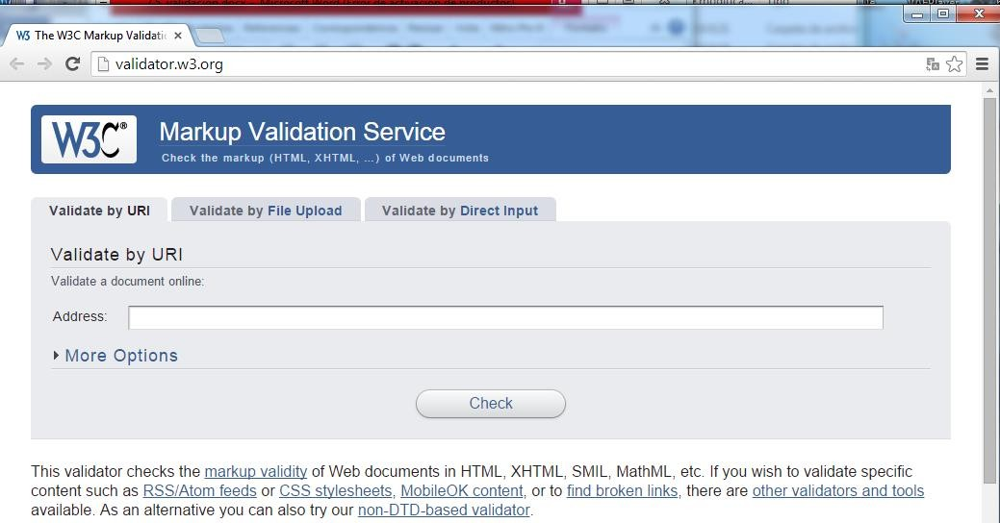 W3 The W3C Markup Validati
validator.w3.org
W3C® Markup Validation Service
Check the markup (HTML, XHTML, …) of Web documents
Validate by URI Validate by File Upload Validate by Direct Input
Validate by URI
Validate a document online:
Address:
More Options
Check
This validator checks the markup validity of Web documents in HTML, XHTML, SMIL, MathML, etc. If you wish to validate specific
content such as RSS/Atom feeds or CSS stylesheets, MobileOK content, or to find broken links, there are other validators and tools
available. As an alternative you can also try our non-DTD-based validator.